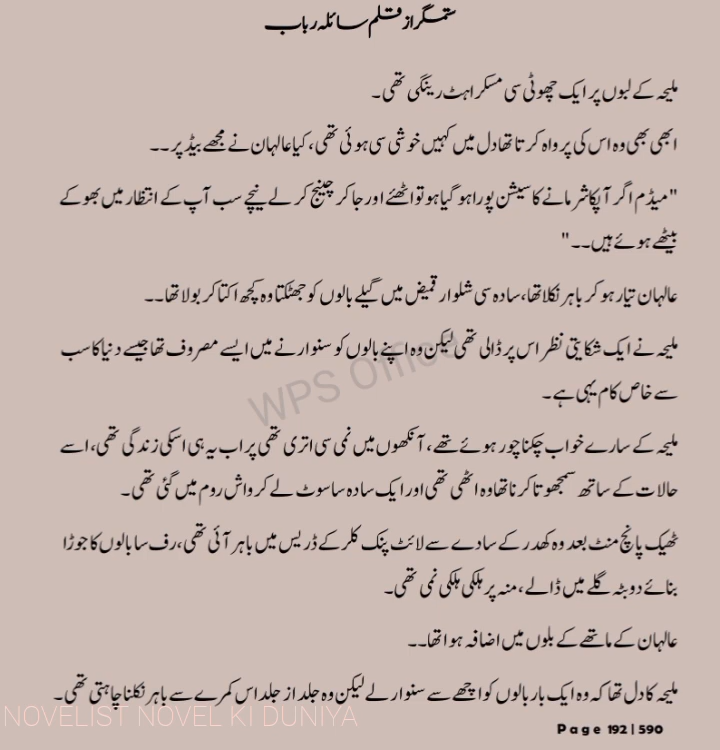 ستمگر از قلم سائلہ رباب
ملیحہ کے لبوں پر ایک چھوٹی سی مسکراہٹ رینگی تھی۔
ابھی بھی وہ اس کی پرواہ کرتا تھا دل میں کہیں خوشی سی ہوئی تھی، کیا عالہان نے مجھے بیڈ پر۔۔
"میڈم اگر آپکا شرمانے کا سیشن پورا ہو گیا ہو تو اٹھئے اور جا کر چینج کر لے نیچے سب آپ کے انتظار میں بھوکے
بیٹھے ہوئے ہیں۔۔"
عالہان تیار ہو کر باہر نکلا تھا، سادہ سی شلوار قمیض میں گیلے بالوں کو جھٹکتا وہ کچھ اکتا کر بولا تھا۔۔
ملیحہ نے ایک شکایتی نظر اس پر ڈالی تھی لیکن وہ اپنے بالوں کو سنوارنے میں ایسے مصروف تھا جیسے دنیا کا سب
سے خاص کام یہی ہے۔
ملیحہ کے سارے خواب چکنا چور ہوئے تھے، آنکھوں میں نمی سی اتری تھی پر اب یہ ہی اسکی زندگی تھی، اسے
حالات کے ساتھ سمجھوتا کرنا تھا وہ اٹھی تھی اور ایک سادہ سا سوٹ لے کر واش روم میں گئی تھی۔
ٹھیک پانچ منٹ بعد وہ کھدر کے سادے سے لائٹ پنک کلر کے ڈریس میں باہر آئی تھی، رف سا بالوں کا جوڑا
بنائے دوپٹہ گلے میں ڈالے، منہ پر ہلکی ہلکی نمی تھی۔
عالہان کے ماتھے کے بلوں میں اضافہ ہوا تھا۔۔
ملیحہ کا دل تھا کہ وہ ایک بار بالوں کو اچھے سے سنوار لے لیکن وہ جلد از جلد اس کمرے سے باہر نکلنا چاہتی تھی۔
WPS Office
NOVELIST NOVEL KI DUNIYA
Page 192 | 590